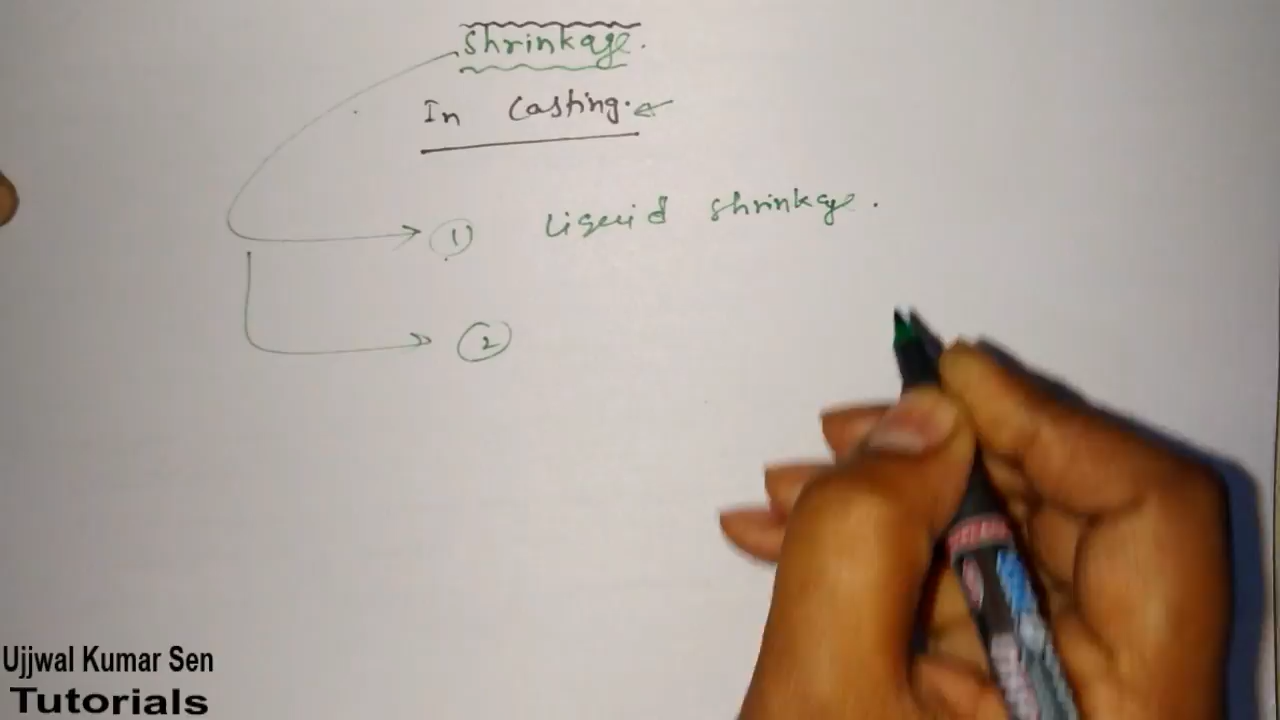 Shrinkage.
In Casting.
1 Liquid shrinkage.
2
Ujjwal Kumar Sen
Tutorials